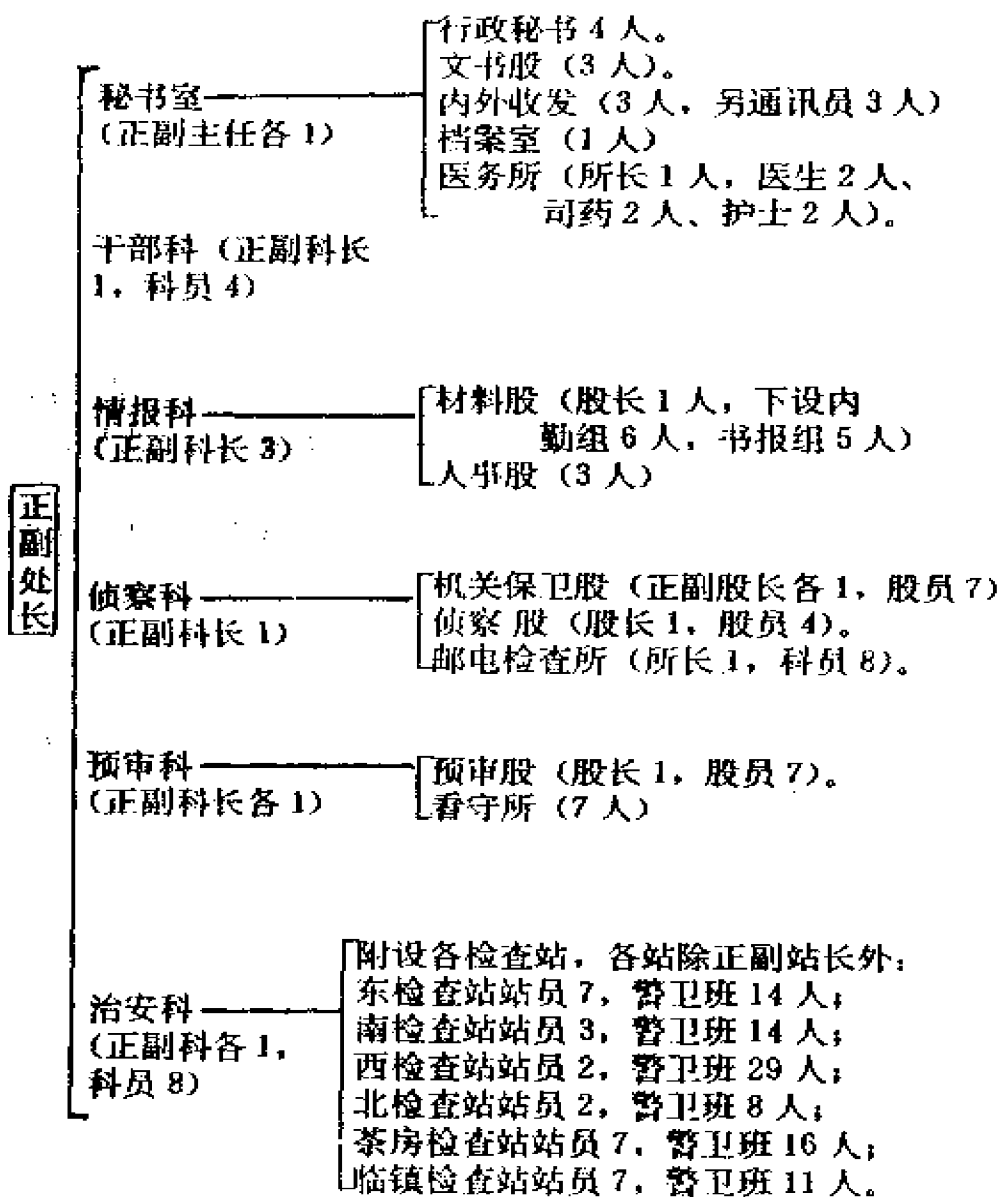 正副处长
秘书室
(正副主任各1)
行政秘书4人。
文书股(3人)。
内外收发(3人,另通讯员3人)
档案室(1人)
医务所(所长1人,医生2人、
司药2人、护士2人)。
干部科(正副科长
1,科员4)
情报科
(正副科长3)
材料股(股长1人,下设内
勤组6人,书报组5人)
人事股(3人)
侦察科
(正副科长1)
机关保卫股(正副股长各1,股员7)
侦察股(股长1,股员4)。
邮电检查所(所长1,科员8)。
预审科
(正副科长各1)
预审股(股长1,股员7)。
看守所(7人)
治安科
(正副科各1,
科员8)
附设各检查站,各站除正副站长外:
东检查站站员7,警卫班14人;
南检查站站员3,警卫班14人;
西检查站站员2,警卫班29人;
北检查站站员2,警卫班8人;
茶房检查站站员7,警卫班16人;
临镇检查站站员7,警卫班11人。